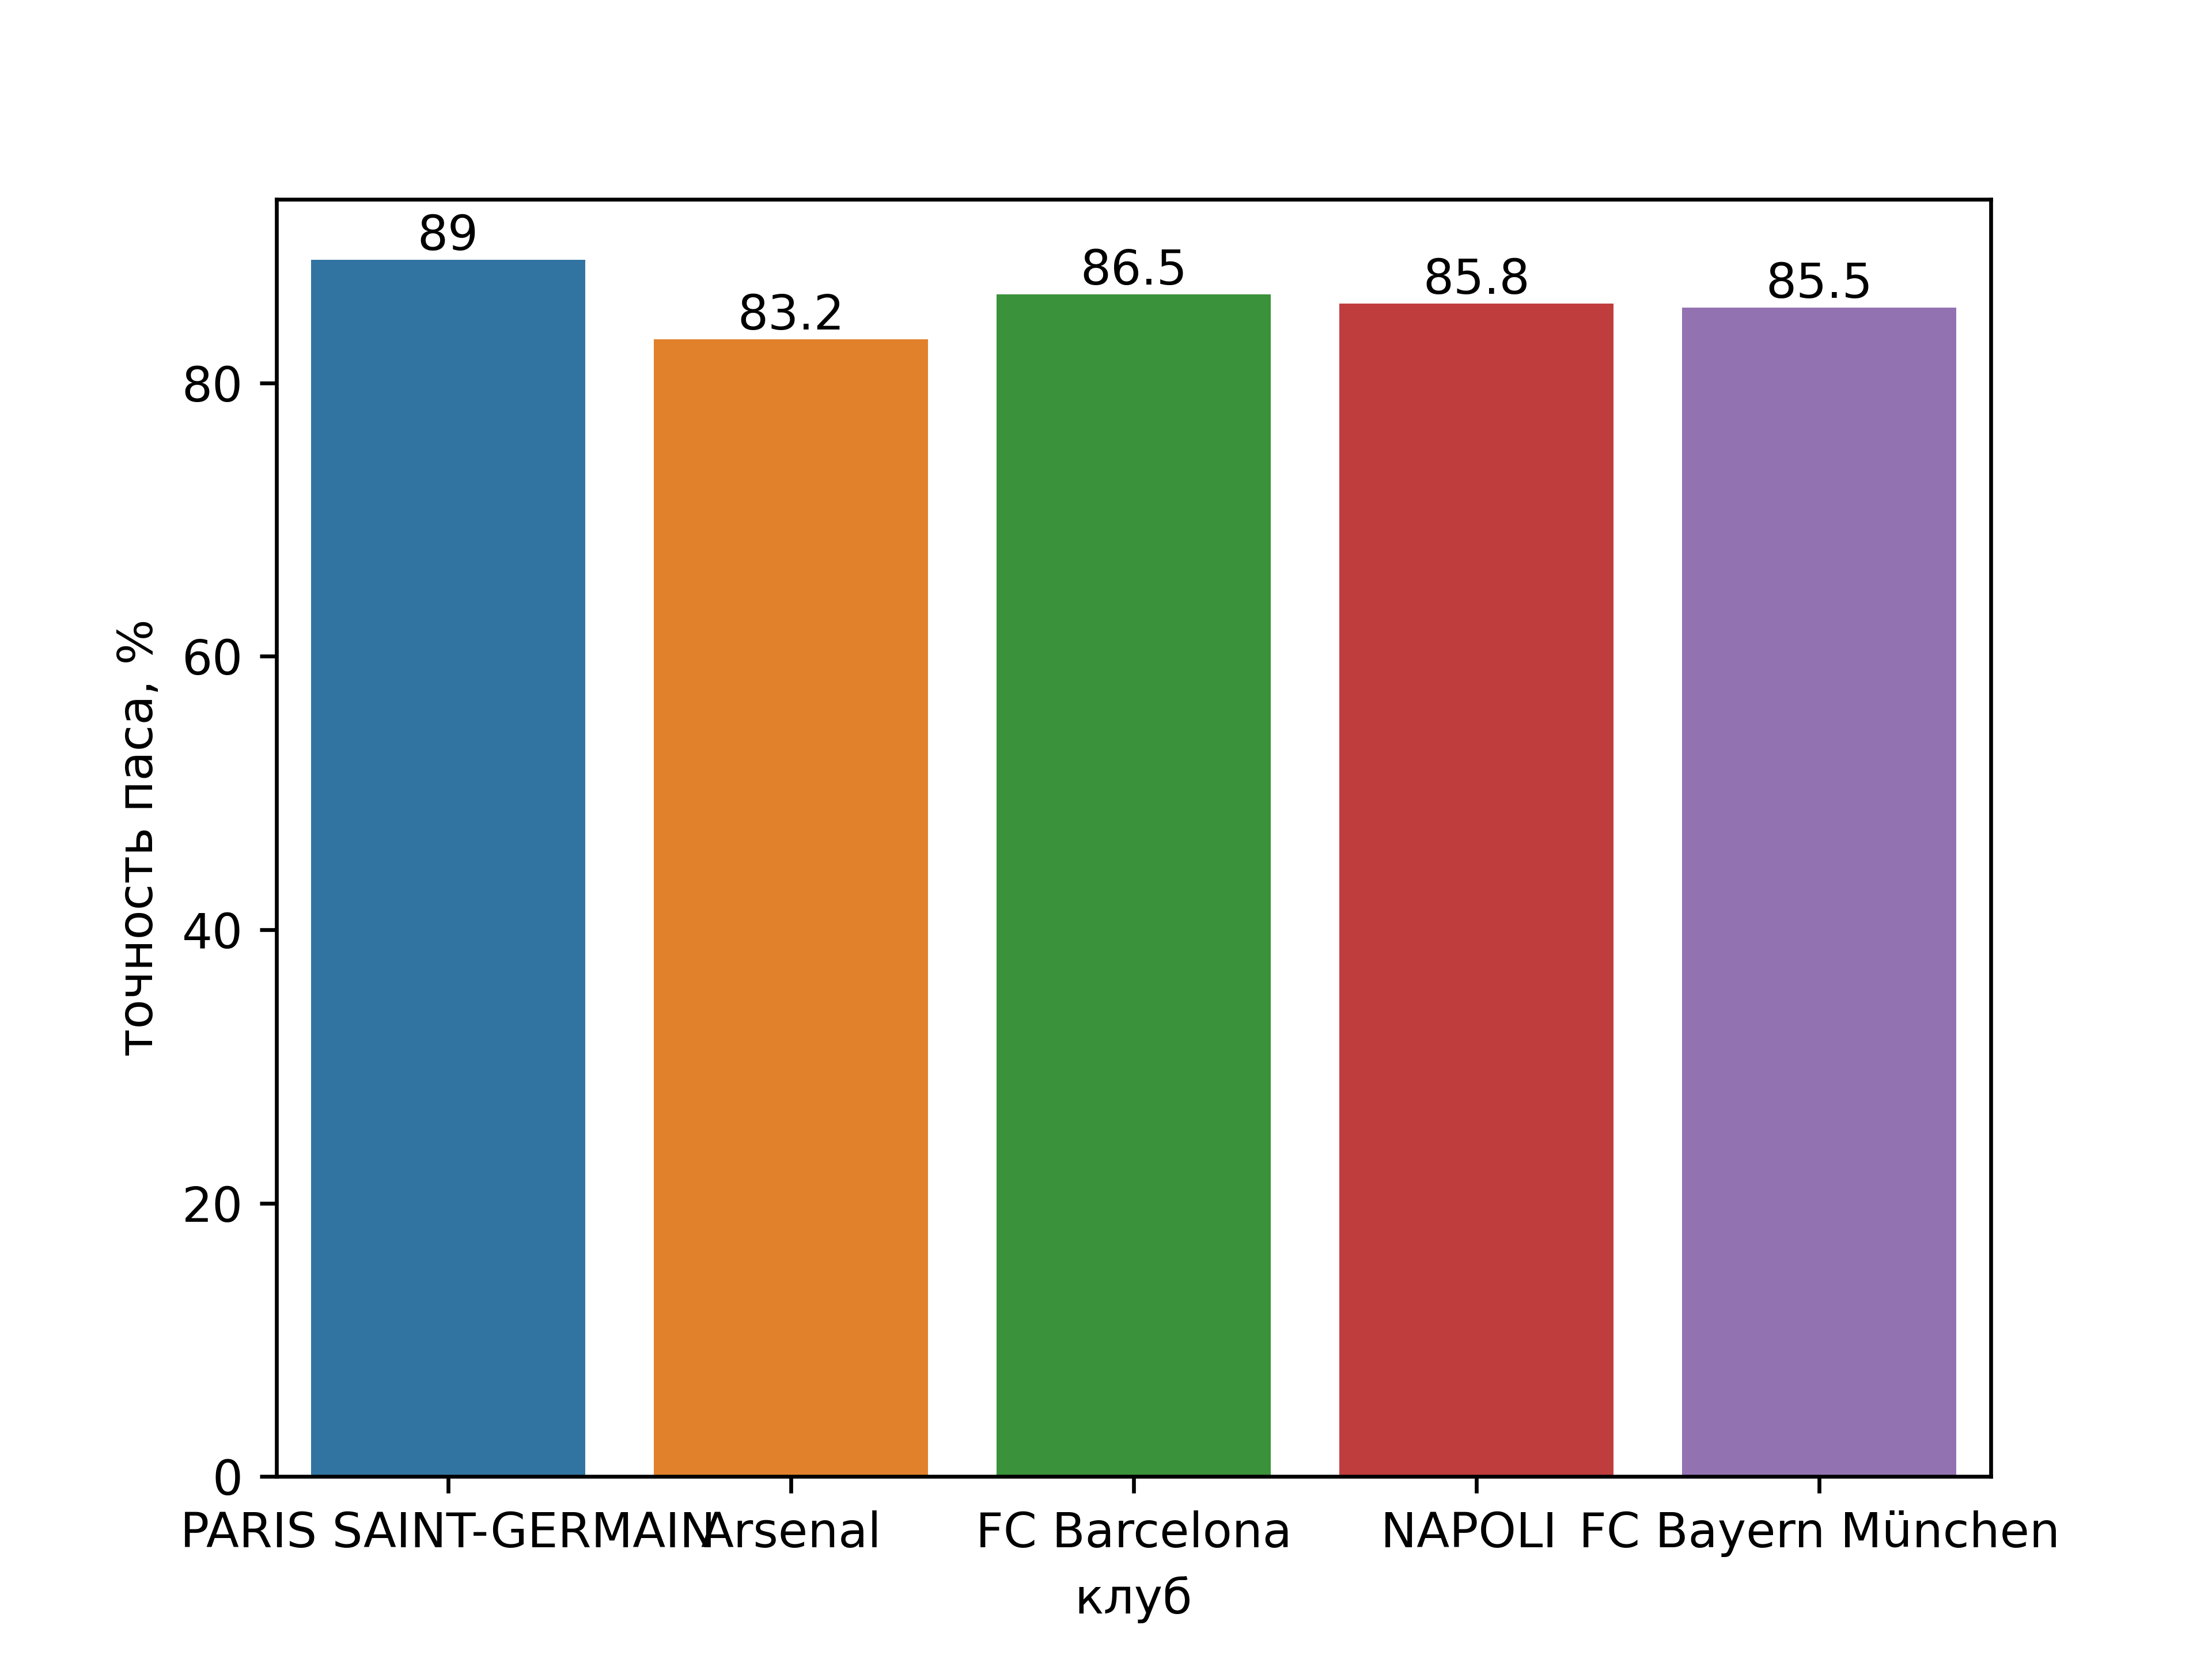 89
83.2
86.5
85.8
85.5
точность паса, %
80
60
40
20
0
PARIS SAINT-GERMAIN
Arsenal
FC Barcelona
NAPOLI
FC Bayern München
клуб